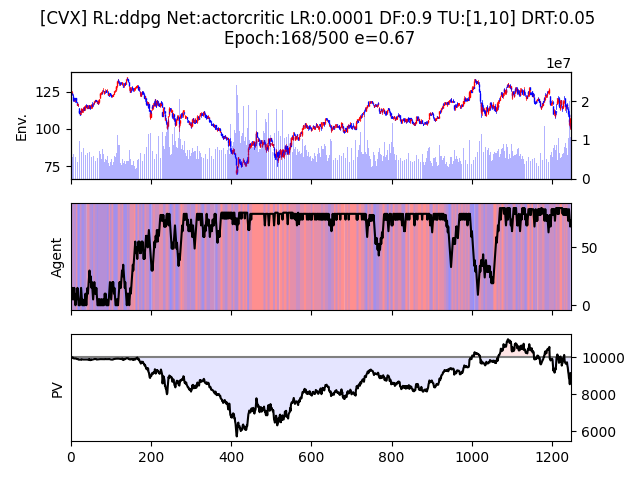 [CVX] RL:ddpg Net:actorcritic LR:0.0001 DF:0.9 TU:[1,10] DRT:0.05
Epoch:168/500 e=0.67
1e7
125
100
75
Env.
2
1
0
Agent
50
0
PV
10000
8000
6000
0 200 400 600 800 1000 1200